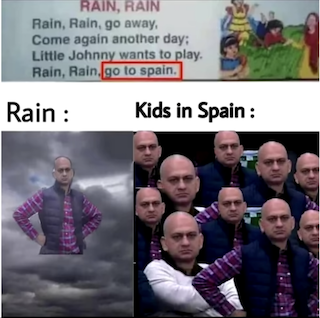 RAIN, RAIN
Rain, Rain, go away,
Come again another day;
Little Johnny wants to play.
Rain, Rain, go to spain.
Rain :
Kids in Spain :